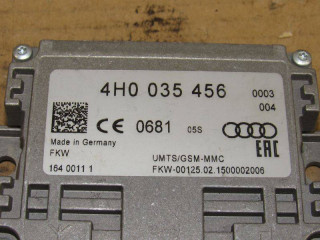 4H0 035 456 0003
004
CE 0681 05S
Made in Germany
EAC
FKW UMTS/GSM-MMC
164 0011 1 FKW-00125.02.1500002006